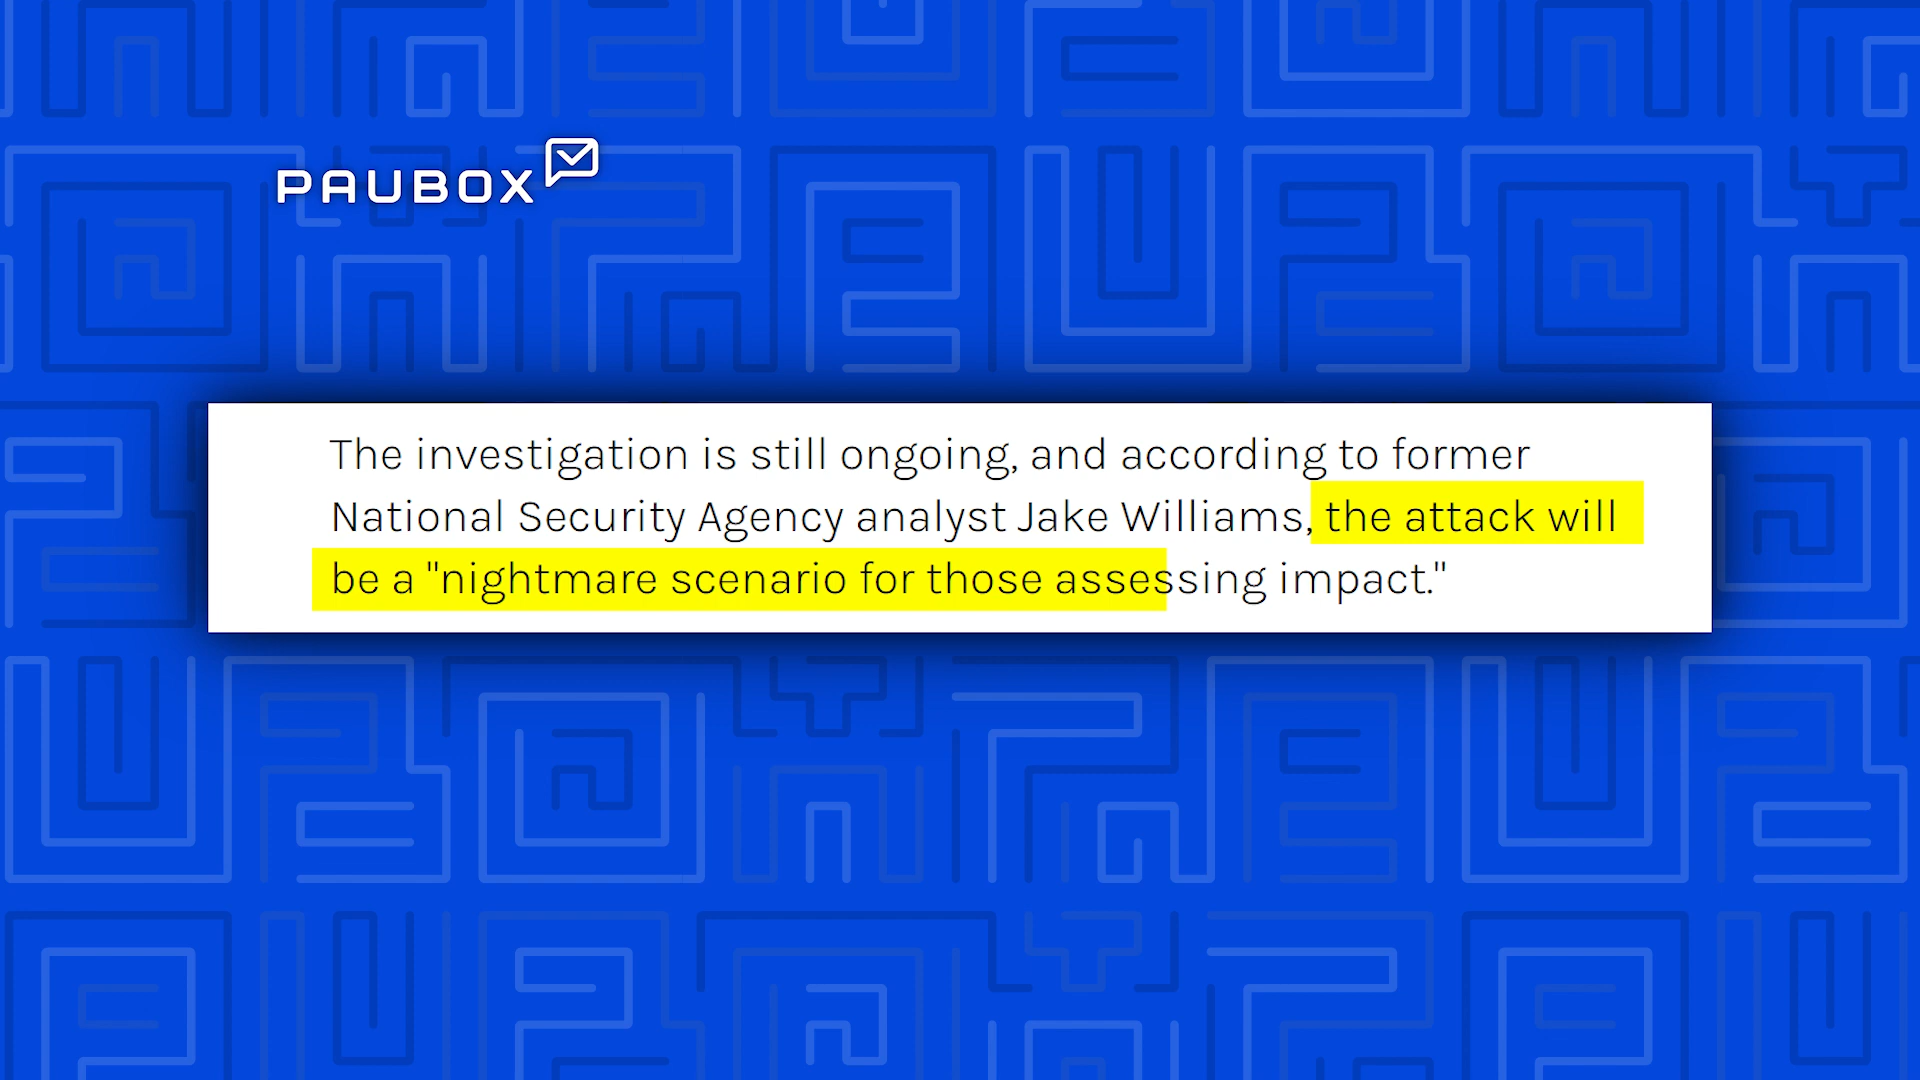 PAUBOX
The investigation is still ongoing, and according to former
National Security Agency analyst Jake Williams, the attack will
be a "nightmare scenario for those assessing impact."